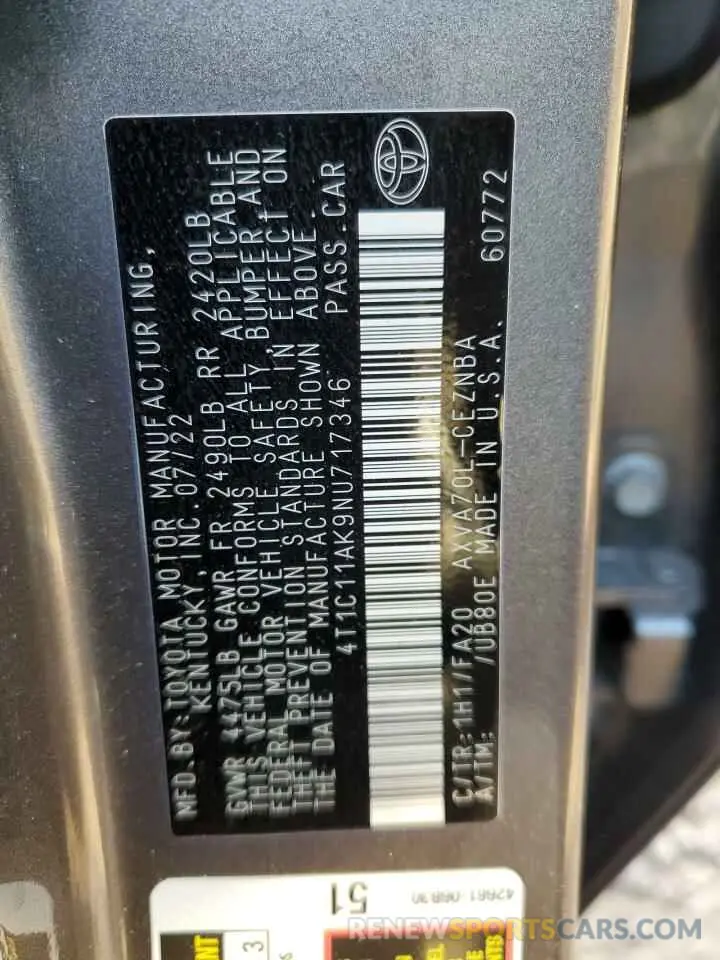 MFD. BY: TOYOTA MOTOR MANUFACTURING,
KENTUCKY, INC. 07/22
GVWR 4475LB GAWR FR 2490LB RR 2420LB
THIS VEHICLE CONFORMS TO ALL APPLICABLE
FEDERAL MOTOR VEHICLE SAFETY, BUMPER AND
THEFT PREVENTION STANDARDS IN EFFECT ON
THE DATE OF MANUFACTURE SHOWN ABOVE.
4T1C11AK9NU717346 PASS. CAR
C/TR: 1H1/FA20 AXVA70L-CEZNBA
A/TM: /UB80E MADE IN U.S.A. 60772
51
42661-06B30
3
RENEWSPORTSCARS.COM